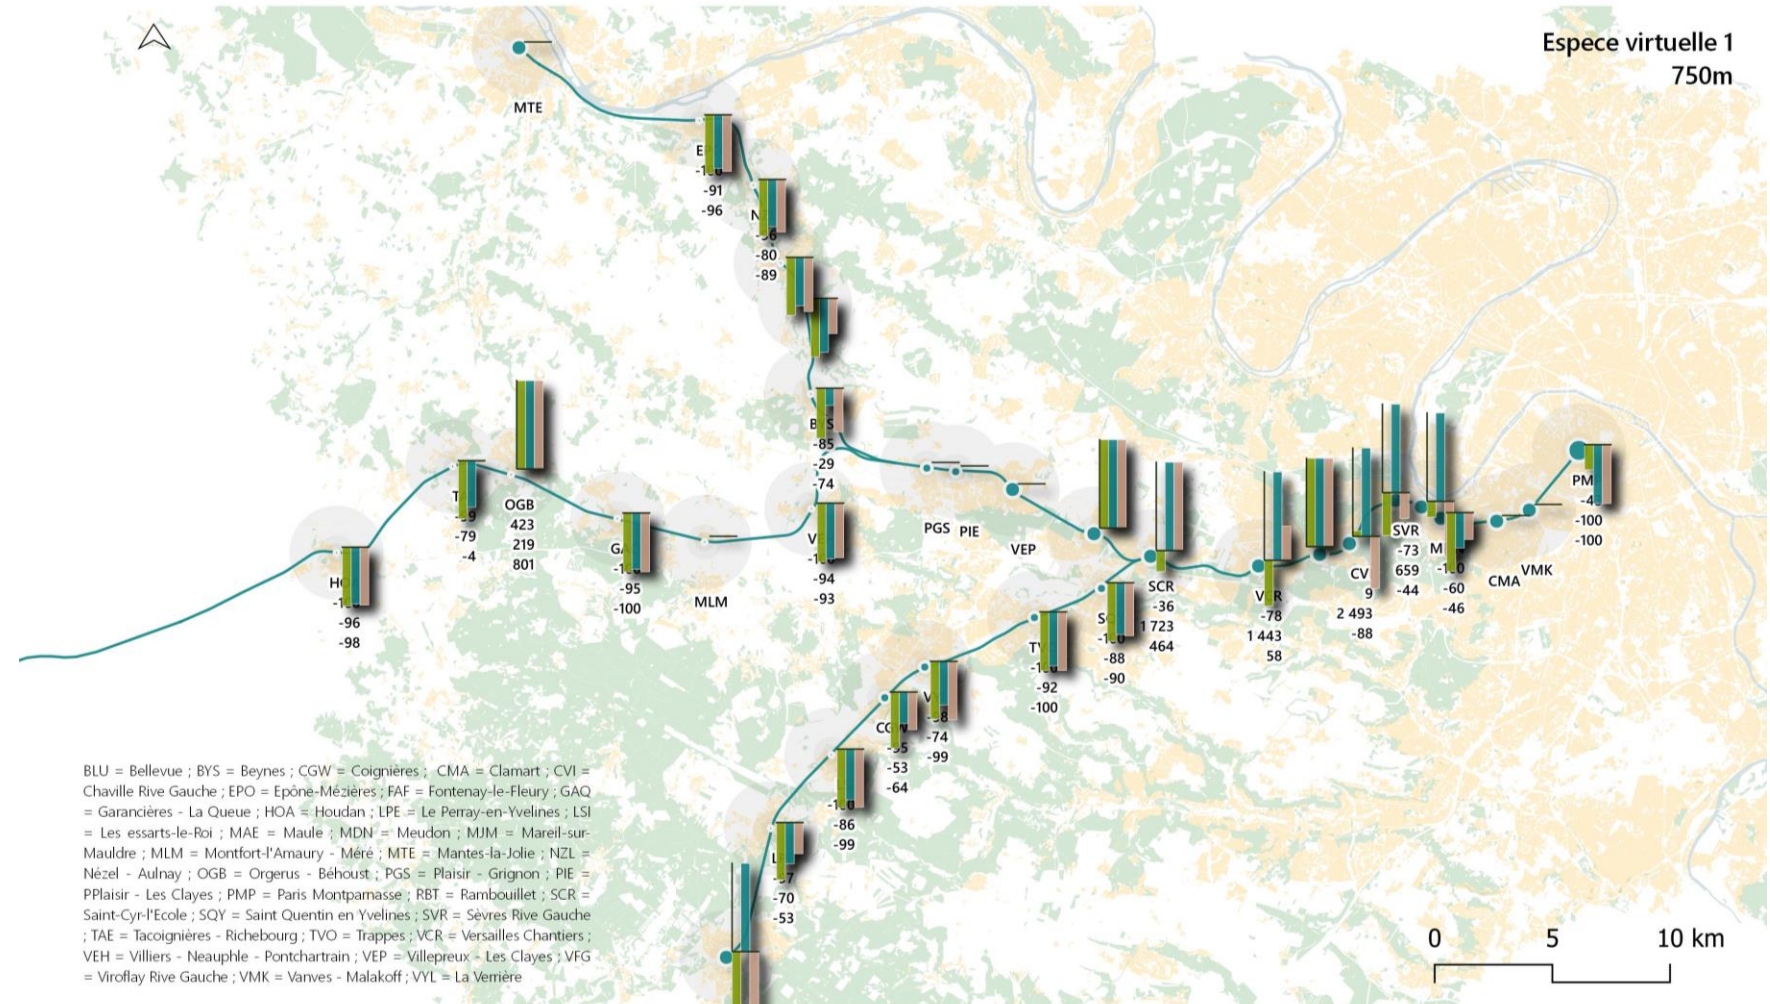 Espece virtuelle 1
750m
MTE
-91
-96
-80
-89
BYS
-85
-29
-74
OGB
423
219
801
-79
-4
-95
-100
MLM
-94
-93
-96
-98
PGS
PIE
VEP
SCR
-36
1 723
464
VCR
-78
1 443
58
9
2 493
-88
SVR
-73
659
-44
-60
-46
CMA
VMK
-100
-100
-88
-90
-92
-100
-74
-99
-53
-64
-86
-99
-70
-53
BLU = Bellevue ; BYS = Beynes ; CGW = Coignières ; CMA = Clamart ; CVI =
Chaville Rive Gauche ; EPO = Epône-Mézières ; FAF = Fontenay-le-Fleury ; GAQ
= Garancières - La Queue ; HOA = Houdan ; LPE = Le Perray-en-Yvelines ; LSI
= Les essarts-le-Roi ; MAE = Maule ; MDN = Meudon ; MJM = Mareil-sur-
Mauldre ; MLM = Montfort-l'Amaury - Méré ; MTE = Mantes-la-Jolie ; NZL =
Nézel - Aulnay ; OGB = Orgerus - Béhoust ; PGS = Plaisir - Grignon ; PIE =
PPlaisir - Les Clayes ; PMP = Paris Montparnasse ; RBT = Rambouillet ; SCR =
Saint-Cyr-l'Ecole ; SQY = Saint Quentin en Yvelines ; SVR = Sèvres Rive Gauche
; TAE = Tacoignières - Richebourg ; TVO = Trappes ; VCR = Versailles Chantiers ;
VEH = Villiers - Neauphle - Pontchartrain ; VEP = Villepreux - Les Clayes ; VFG
= Viroflay Rive Gauche ; VMK = Vanves - Malakoff ; VYL = La Verrière
0 5 10 km